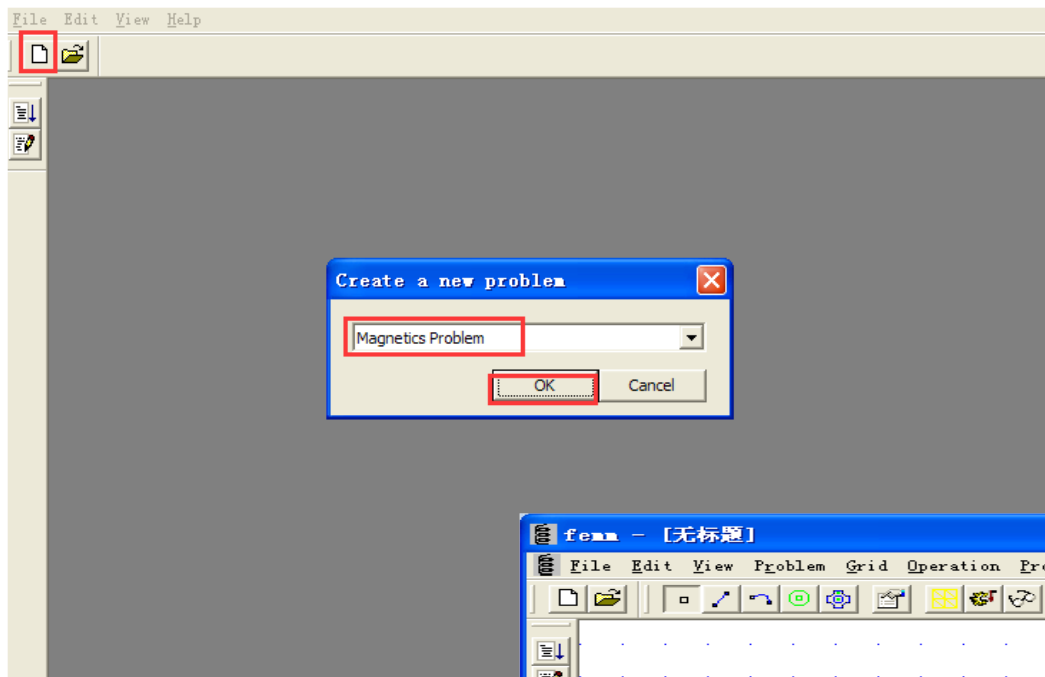 File Edit View Help
Create a new problem
Magnetics Problem
OK Cancel
femm - [无标题]
File Edit View Problem Grid Operation Pro